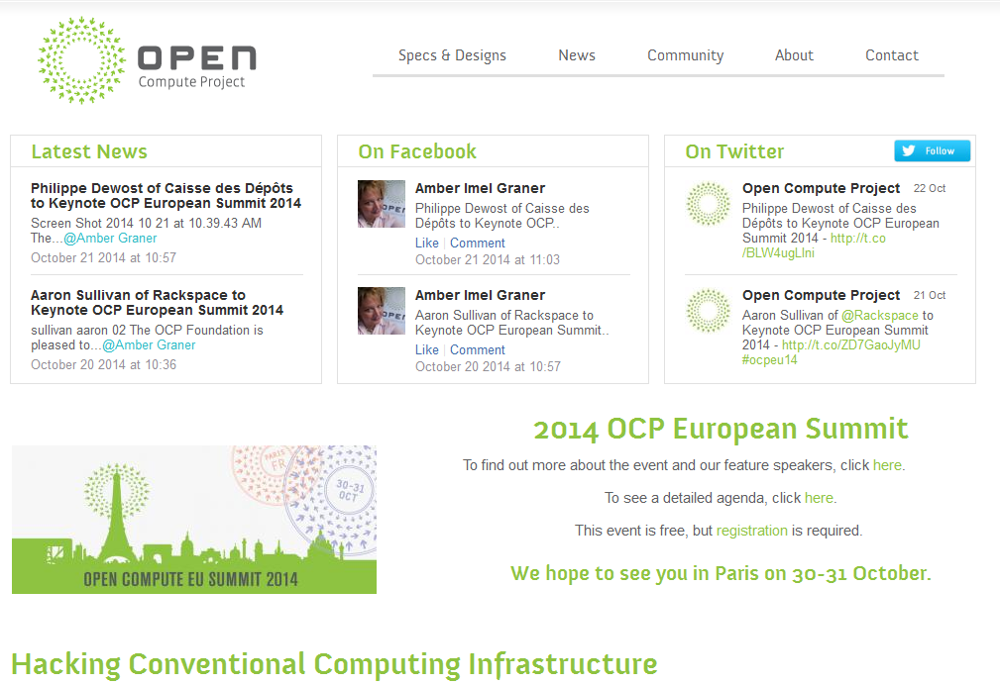 OPEN
Compute Project
Specs & Designs
News
Community
About
Contact
Latest News
Philippe Dewost of Caisse des Dépôts
to Keynote OCP European Summit 2014
Screen Shot 2014 10 21 at 10.39.43 AM
The...@Amber Graner
October 21 2014 at 10:57
Aaron Sullivan of Rackspace to
Keynote OCP European Summit 2014
sullivan aaron 02 The OCP Foundation is
pleased to...@Amber Graner
October 20 2014 at 10:36
On Facebook
Amber Imel Graner
Philippe Dewost of Caisse des
Dépôts to Keynote OCP..
Like | Comment
October 21 2014 at 11:03
Amber Imel Graner
Aaron Sullivan of Rackspace to
Keynote OCP European Summit..
Like | Comment
October 20 2014 at 10:57
On Twitter
Follow
Open Compute Project 22 Oct
Philippe Dewost of Caisse des
Dépôts to Keynote OCP European
Summit 2014 - http://t.co
/BLW4ugLlni
Open Compute Project 21 Oct
Aaron Sullivan of @Rackspace to
Keynote OCP European Summit
2014 - http://t.co/ZD7GaoJyMU
#ocpeu14
PARIS
FR
30-31
OCT
OPEN COMPUTE EU SUMMIT 2014
2014 OCP European Summit
To find out more about the event and our feature speakers, click here.
To see a detailed agenda, click here.
This event is free, but registration is required.
We hope to see you in Paris on 30-31 October.
Hacking Conventional Computing Infrastructure